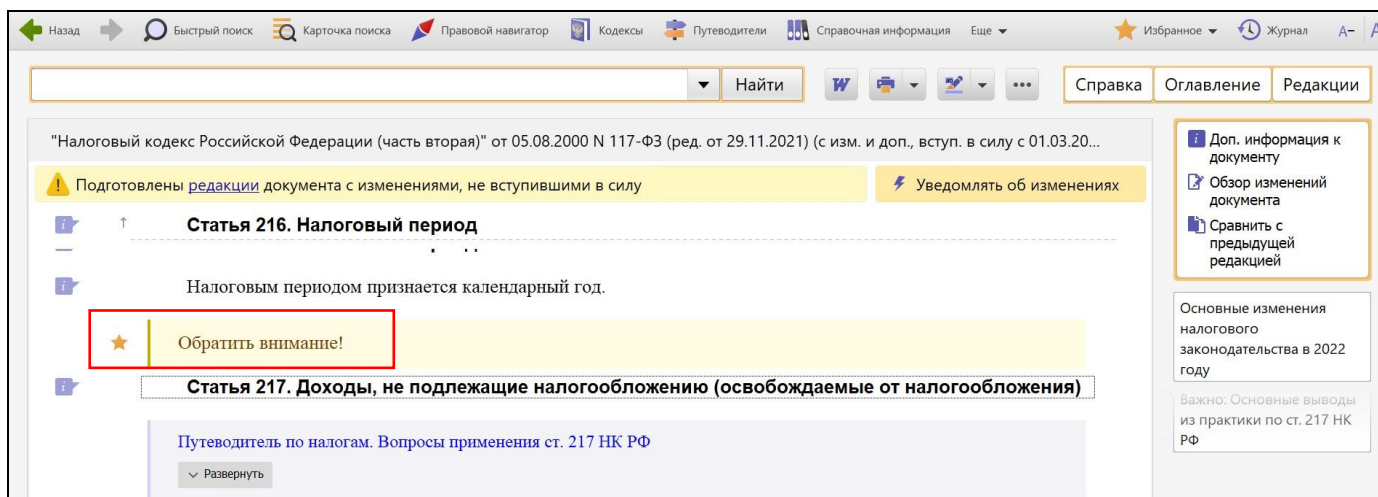 Назад Быстрый поиск Карточка поиска Правовой навигатор Кодексы Путеводители Справочная информация Еще Избранное Журнал A−
Найти W Справка Оглавление Редакции
"Налоговый кодекс Российской Федерации (часть вторая)" от 05.08.2000 N 117-ФЗ (ред. от 29.11.2021) (с изм. и доп., вступ. в силу с 01.03.20...
Подготовлены редакции документа с изменениями, не вступившими в силу
Уведомлять об изменениях
Статья 216. Налоговый период
Налоговым периодом признается календарный год.
Обратить внимание!
Статья 217. Доходы, не подлежащие налогообложению (освобождаемые от налогообложения)
Путеводитель по налогам. Вопросы применения ст. 217 НК РФ
Развернуть
Доп. информация к
документу
Обзор изменений
документа
Сравнить с
предыдущей
редакцией
Основные изменения
налогового
законодательства в 2022
году
Важно: Основные выводы
из практики по ст. 217 НК
РФ